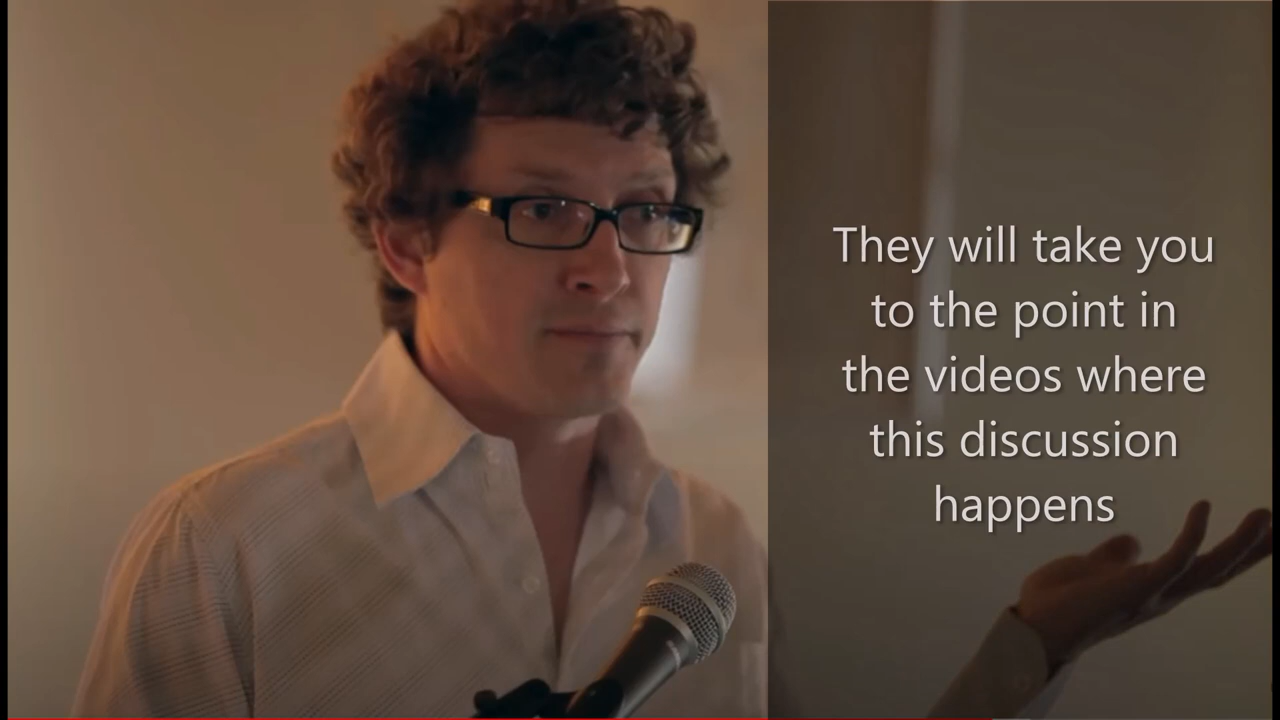 They will take you
to the point in
the videos where
this discussion
happens